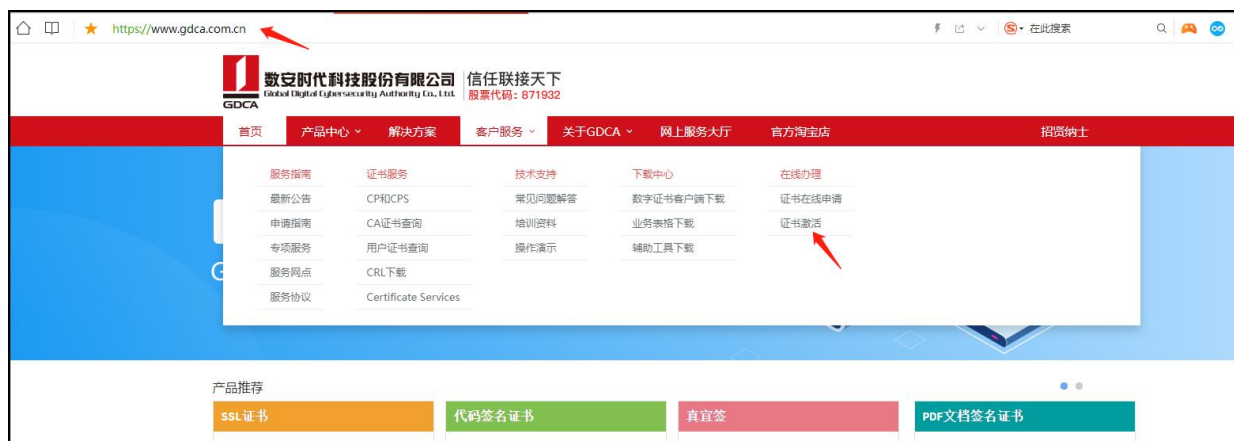 https://www.gdca.com.cn
在此搜索
数安时代科技股份有限公司
Global Digital Cybersecurity Authority Co., Ltd.
信任联接天下
股票代码: 871932
GDCA
首页 产品中心 解决方案 客户服务 关于GDCA 网上服务大厅 官方淘宝店 招贤纳士
服务指南 证书服务 技术支持 下载中心 在线办理
最新公告 CP和CPS 常见问题解答 数字证书客户端下载 证书在线申请
申请指南 CA证书查询 培训资料 业务表格下载 证书激活
专项服务 用户证书查询 操作演示 辅助工具下载
服务网点 CRL下载
服务协议 Certificate Services
G
产品推荐
SSL证书 代码签名证书 真宜签 PDF文档签名证书